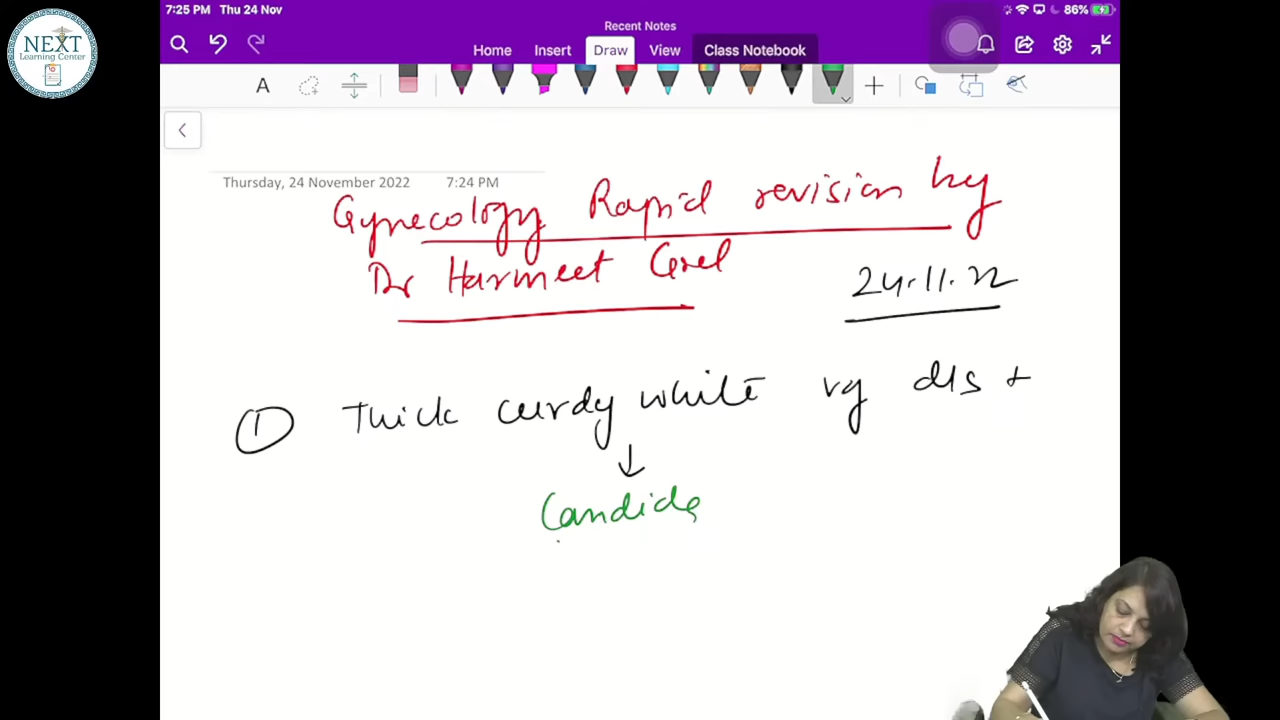 7:25 PM Thu 24 Nov
86%
Recent Notes
Home Insert Draw View Class Notebook
NEXT
Learning Center
A
Thursday, 24 November 2022 7:24 PM
Gynecology Rapid revision by
Dr Harmeet
24.11.22
① Thick curdy white vg dis +
↓
Candida